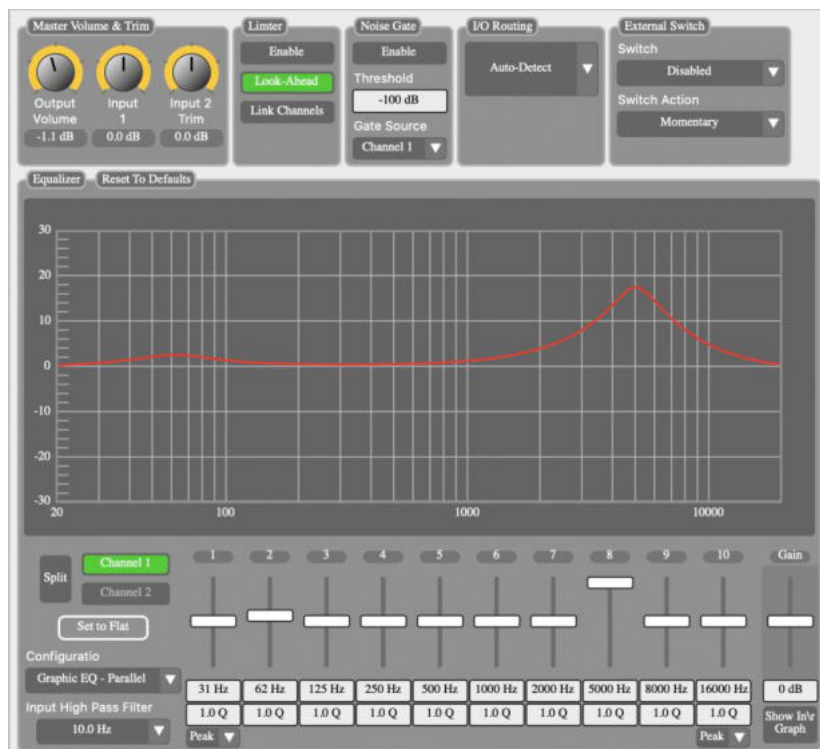 Master Volume & Trim
Limter
Noise Gate
I/O Routing
External Switch
Output Volume
-1.1 dB
Input 1
0.0 dB
Input 2 Trim
0.0 dB
Enable
Look-Ahead
Link Channels
Enable
Threshold
-100 dB
Gate Source
Channel 1
Auto-Detect
Switch
Disabled
Switch Action
Momentary
Equalizer
Reset To Defaults
30
20
10
0
-10
-20
-30
20 100 1000 10000
Split
Channel 1
Channel 2
Set to Flat
Configuratio
Graphic EQ - Parallel
Input High Pass Filter
10.0 Hz
1 2 3 4 5 6 7 8 9 10 Gain
31 Hz 62 Hz 125 Hz 250 Hz 500 Hz 1000 Hz 2000 Hz 5000 Hz 8000 Hz 16000 Hz 0 dB
1.0 Q 1.0 Q 1.0 Q 1.0 Q 1.0 Q 1.0 Q 1.0 Q 1.0 Q 1.0 Q 1.0 Q
Peak Peak
Show In\r
Graph